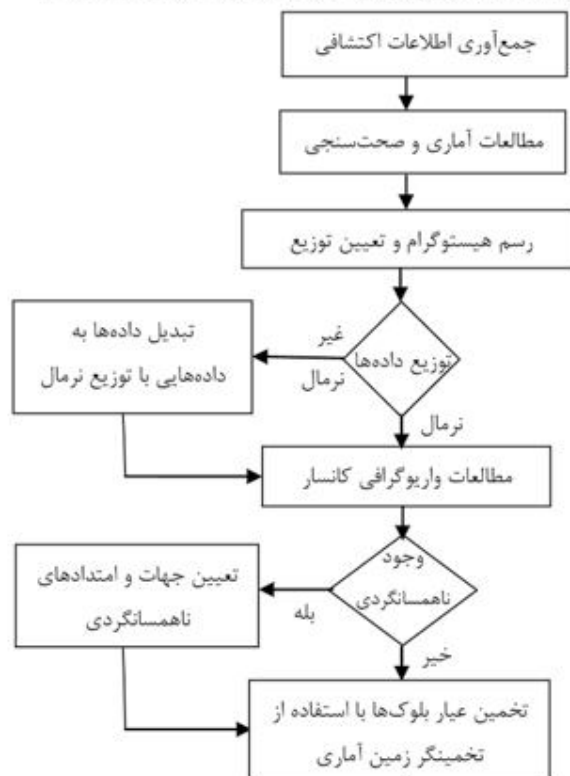 جمع‌آوری اطلاعات اکتشافی
مطالعات آماری و صحت‌سنجی
رسم هیستوگرام و تعیین توزیع
توزیع داده‌ها
غیر
نرمال
تبدیل داده‌ها به
داده‌هایی با توزیع نرمال
نرمال
مطالعات واریوگرافی کانسار
وجود
ناهمسانگردی
بله
تعیین جهات و امتدادهای
ناهمسانگردی
خیر
تخمین عیار بلوک‌ها با استفاده از
تخمینگر زمین آماری